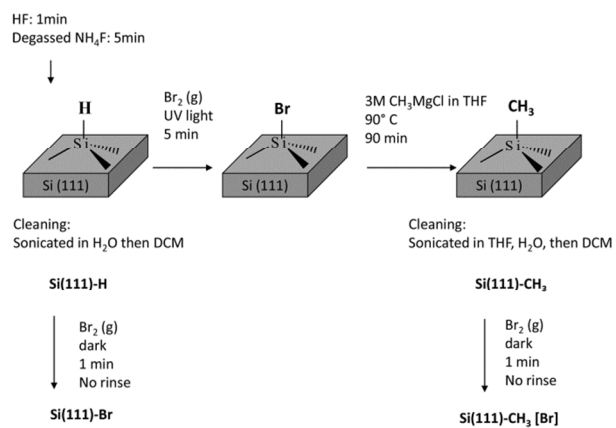 HF: 1min
Degassed NH₄F: 5min
H
Si
Si (111)
Br₂ (g)
UV light
5 min
Br
Si
Si (111)
3M CH₃MgCl in THF
90° C
90 min
CH₃
Si
Si (111)
Cleaning:
Sonicated in H₂O then DCM
Cleaning:
Sonicated in THF, H₂O, then DCM
Si(111)-H
Br₂ (g)
dark
1 min
No rinse
Si(111)-Br
Si(111)-CH₃
Br₂ (g)
dark
1 min
No rinse
Si(111)-CH₃ [Br]